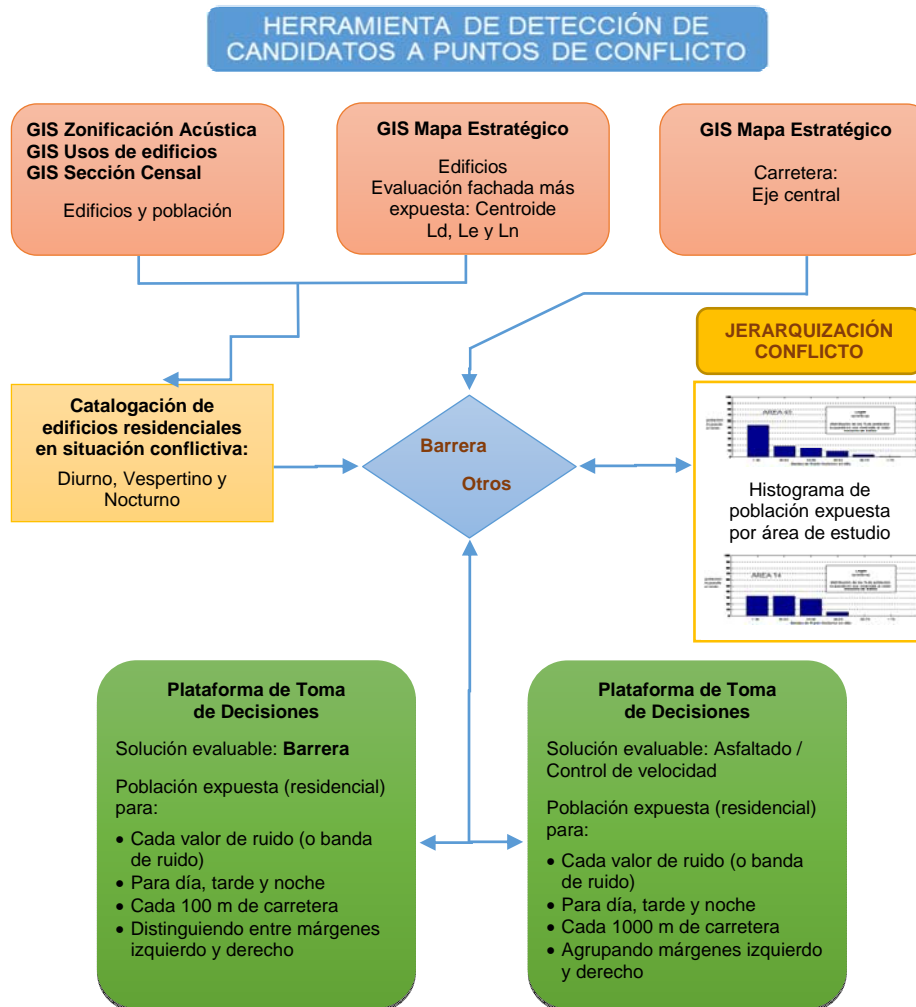 HERRAMIENTA DE DETECCIÓN DE
CANDIDATOS A PUNTOS DE CONFLICTO
GIS Zonificación Acústica
GIS Usos de edificios
GIS Sección Censal
Edificios y población
GIS Mapa Estratégico
Edificios
Evaluación fachada más
expuesta: Centroide
Ld, Le y Ln
GIS Mapa Estratégico
Carretera:
Eje central
JERARQUIZACIÓN
CONFLICTO
Catalogación de
edificios residenciales
en situación conflictiva:
Diurno, Vespertino y
Nocturno
Barrera
Otros
Histograma de
población expuesta
por área de estudio
AREA 14
Plataforma de Toma
de Decisiones
Solución evaluable: Barrera
Población expuesta (residencial)
para:
• Cada valor de ruido (o banda
de ruido)
• Para día, tarde y noche
• Cada 100 m de carretera
• Distinguiendo entre márgenes
izquierdo y derecho
Plataforma de Toma
de Decisiones
Solución evaluable: Asfaltado /
Control de velocidad
Población expuesta (residencial)
para:
• Cada valor de ruido (o banda
de ruido)
• Para día, tarde y noche
• Cada 1000 m de carretera
• Agrupando márgenes izquierdo
y derecho